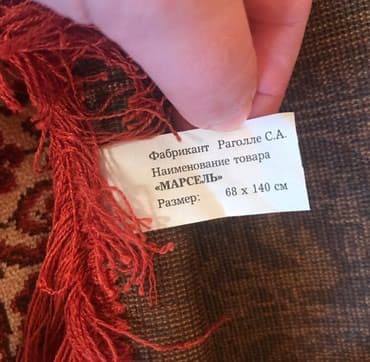 Фабрикант Раголле С.А.
Наименование товара
«МАРСЕЛЬ»
Размер: 68 x 140 см